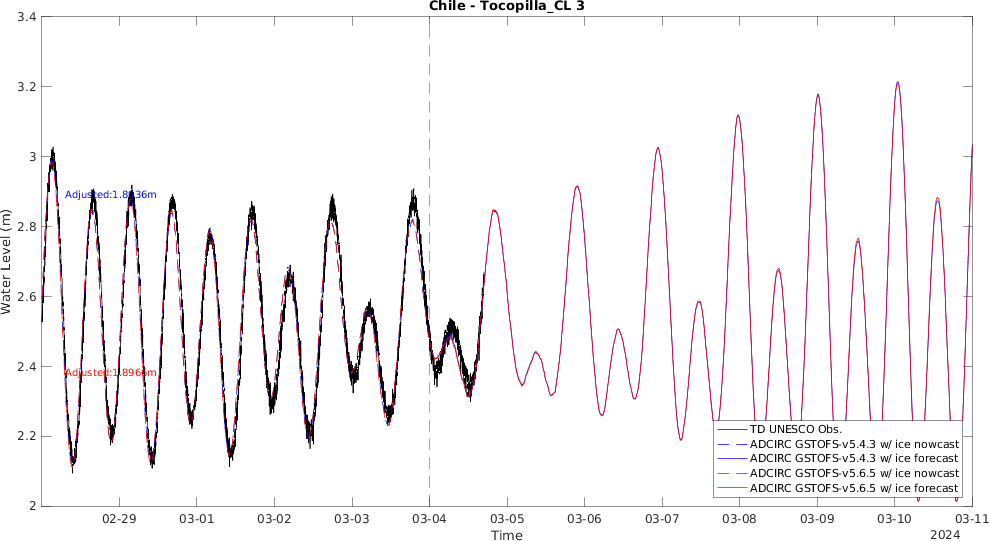 Chile - Tocopilla_CL 3
3.4
3.2
3
2.8
2.6
2.4
2.2
2
Water Level (m)
Adjusted:1.8936m
Adjusted:1.8966m
TD UNESCO Obs.
ADCIRC GSTOFS-v5.4.3 w/ ice nowcast
ADCIRC GSTOFS-v5.4.3 w/ ice forecast
ADCIRC GSTOFS-v5.6.5 w/ ice nowcast
ADCIRC GSTOFS-v5.6.5 w/ ice forecast
02-29 03-01 03-02 03-03 03-04 03-05 03-06 03-07 03-08 03-09 03-10 03-11
Time
2024